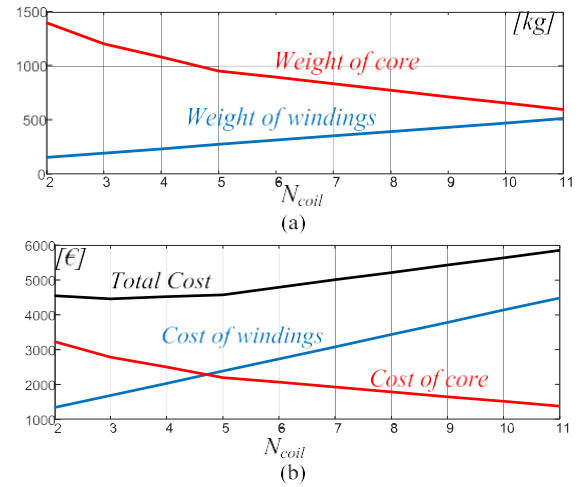 1500
[kg]
Weight of core
1000
Weight of windings
500
0
2 3 4 5 6 7 8 9 10 11
N_coil
(a)
6000
[€]
Total Cost
5000
4000
Cost of windings
3000
Cost of core
2000
1000
2 3 4 5 6 7 8 9 10 11
N_coil
(b)